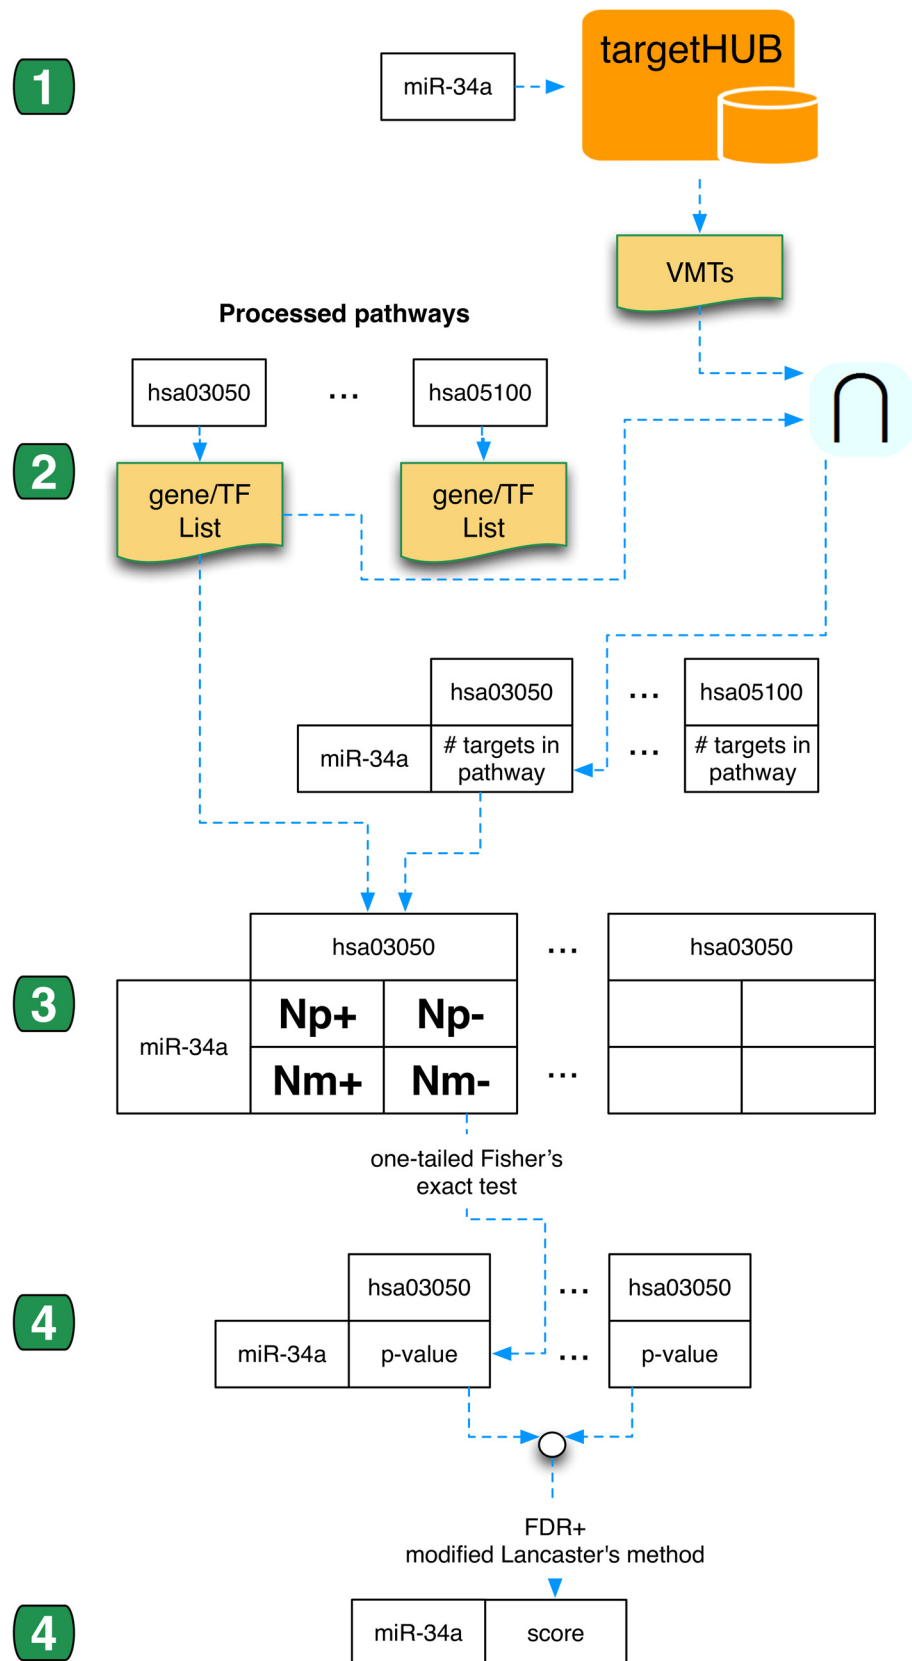 1
miR-34a
targetHUB
VMTs
Processed pathways
hsa03050
...
hsa05100
2
gene/TF
List
gene/TF
List
∩
hsa03050
...
hsa05100
miR-34a
# targets in
pathway
...
# targets in
pathway
hsa03050
...
hsa03050
3
miR-34a
Np+
Np-
Nm+
Nm-
...
one-tailed Fisher's
exact test
hsa03050
...
hsa03050
4
miR-34a
p-value
...
p-value
FDR+
modified Lancaster's method
4
miR-34a
score